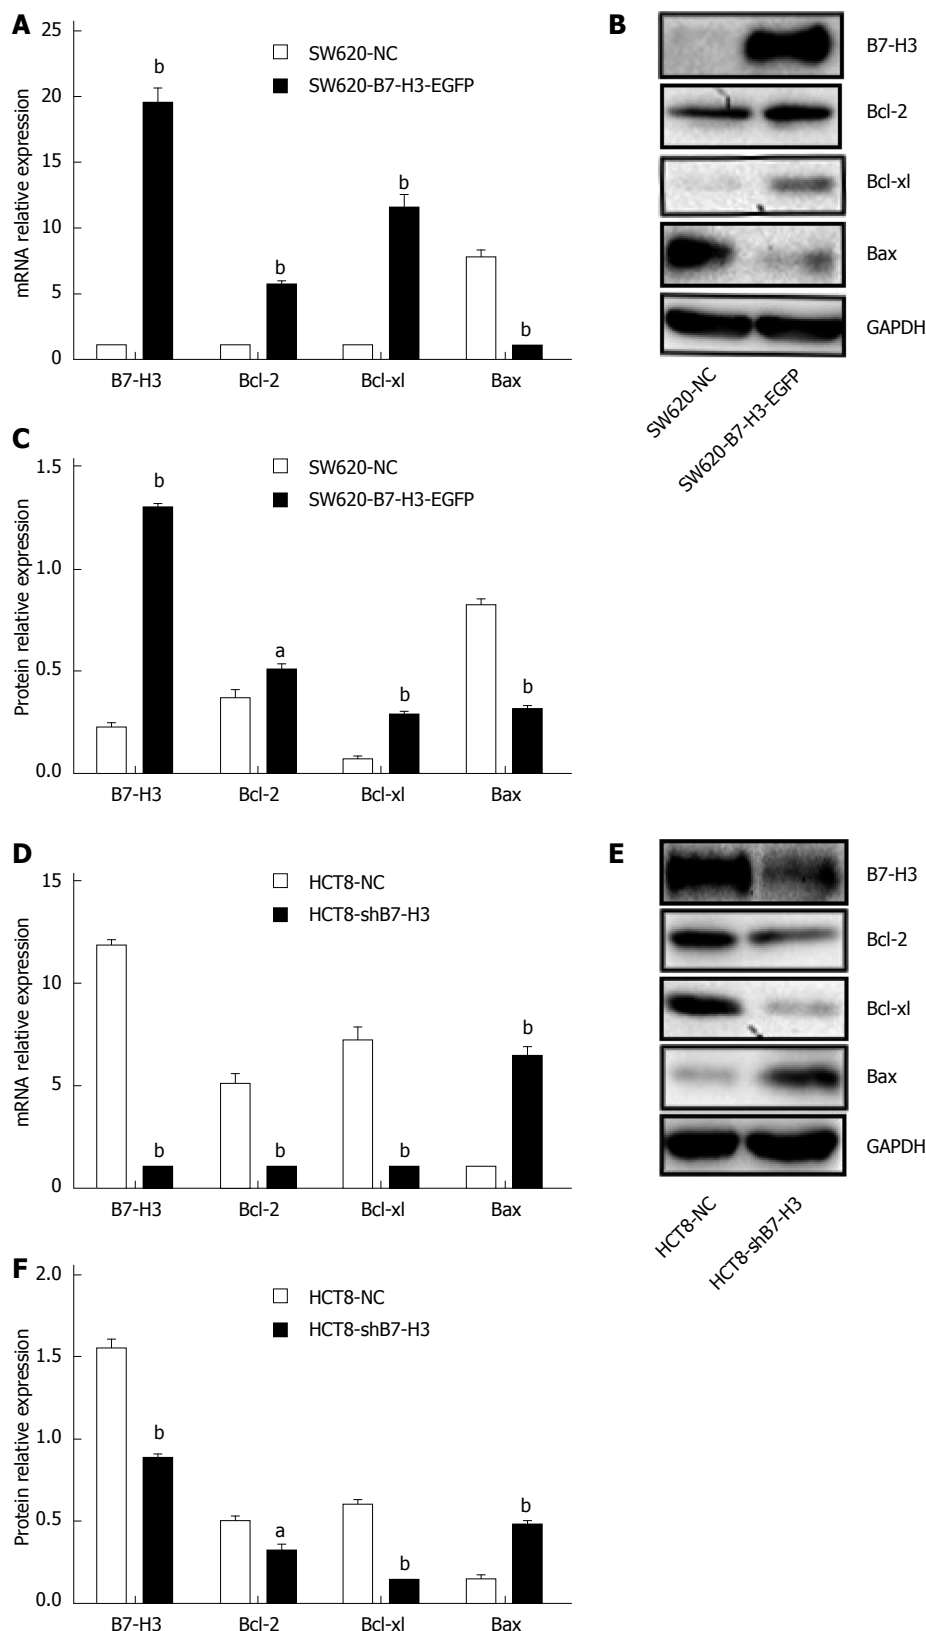 A
25
20
15
10
5
0
mRNA relative expression
SW620-NC
SW620-B7-H3-EGFP
b
b
b
b
B7-H3 Bcl-2 Bcl-xl Bax
B
B7-H3
Bcl-2
Bcl-xl
Bax
GAPDH
SW620-NC
SW620-B7-H3-EGFP
C
1.5
1.0
0.5
0.0
Protein relative expression
SW620-NC
SW620-B7-H3-EGFP
b
a
b
b
B7-H3 Bcl-2 Bcl-xl Bax
D
15
10
5
0
mRNA relative expression
HCT8-NC
HCT8-shB7-H3
b
b
b
b
B7-H3 Bcl-2 Bcl-xl Bax
E
B7-H3
Bcl-2
Bcl-xl
Bax
GAPDH
HCT8-NC
HCT8-shB7-H3
F
2.0
1.5
1.0
0.5
0.0
Protein relative expression
HCT8-NC
HCT8-shB7-H3
b
a
b
b
B7-H3 Bcl-2 Bcl-xl Bax